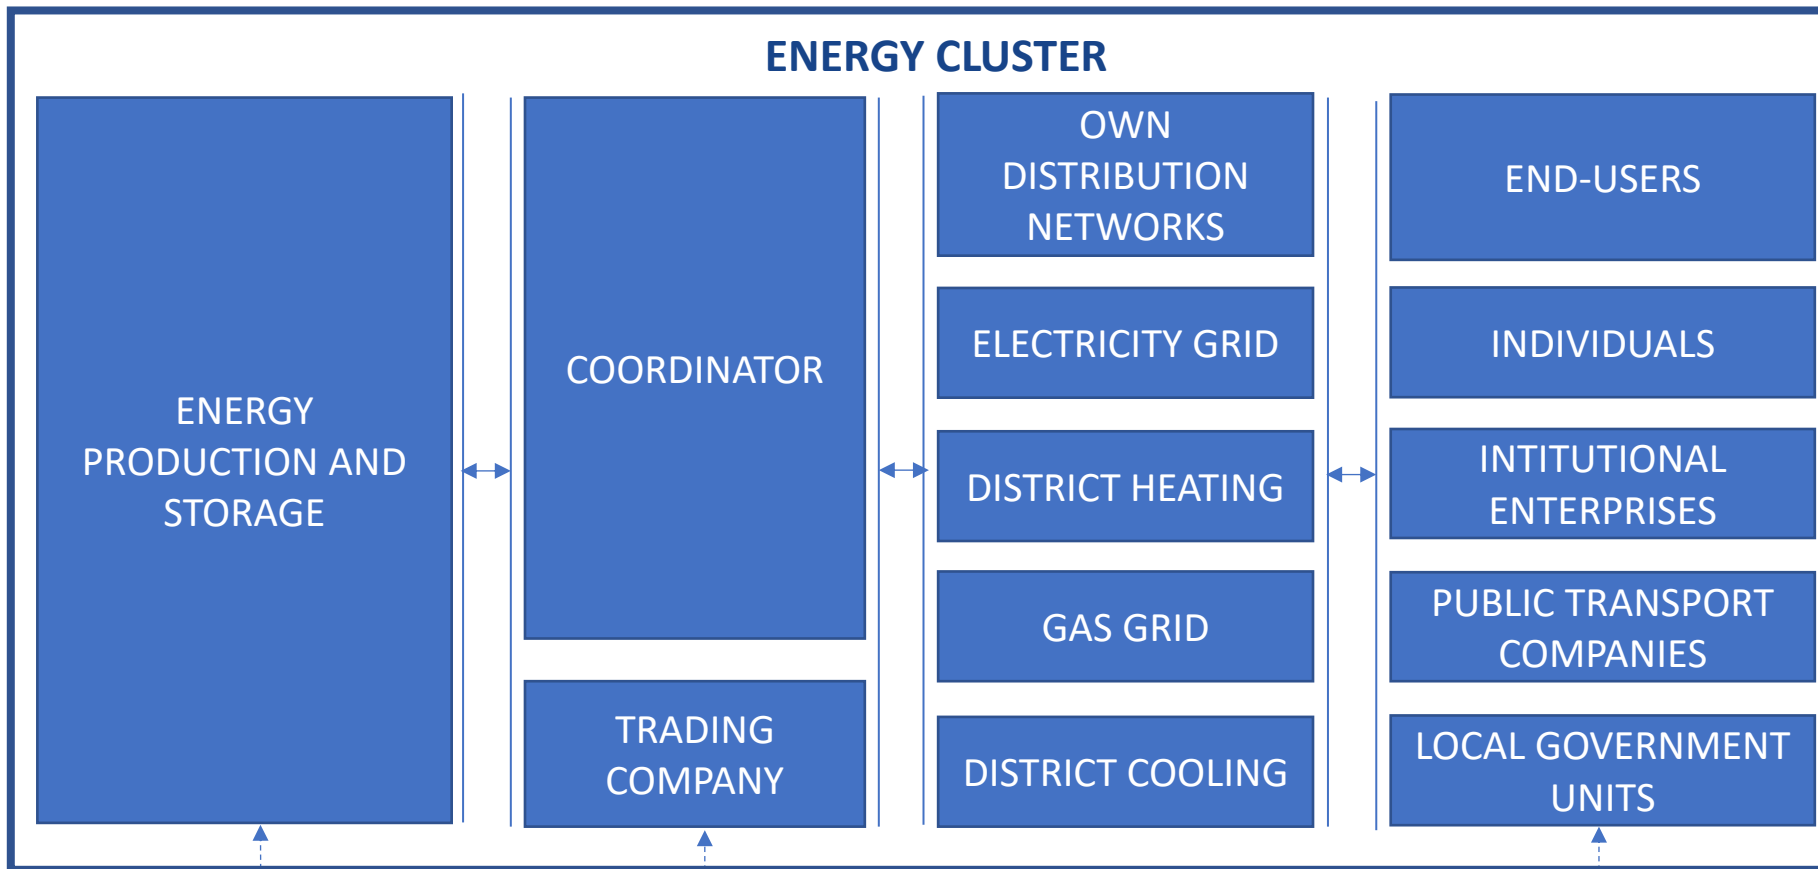 ENERGY CLUSTER
ENERGY
PRODUCTION AND
STORAGE
COORDINATOR
TRADING
COMPANY
OWN
DISTRIBUTION
NETWORKS
ELECTRICITY GRID
DISTRICT HEATING
GAS GRID
DISTRICT COOLING
END-USERS
INDIVIDUALS
INTITUTIONAL
ENTERPRISES
PUBLIC TRANSPORT
COMPANIES
LOCAL GOVERNMENT
UNITS